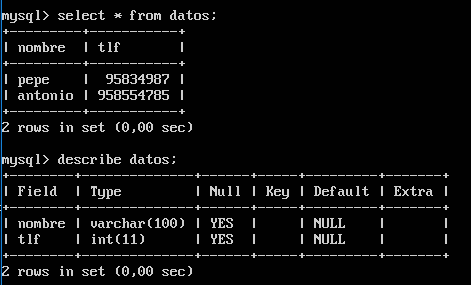 mysql> select * from datos;
+---------+-----------+
| nombre  | tlf       |
+---------+-----------+
| pepe    |  95834987 |
| antonio | 958554785 |
+---------+-----------+
2 rows in set (0,00 sec)

mysql> describe datos;
+--------+--------------+------+-----+---------+-------+
| Field  | Type         | Null | Key | Default | Extra |
+--------+--------------+------+-----+---------+-------+
| nombre | varchar(100) | YES  |     | NULL    |       |
| tlf    | int(11)      | YES  |     | NULL    |       |
+--------+--------------+------+-----+---------+-------+
2 rows in set (0,00 sec)